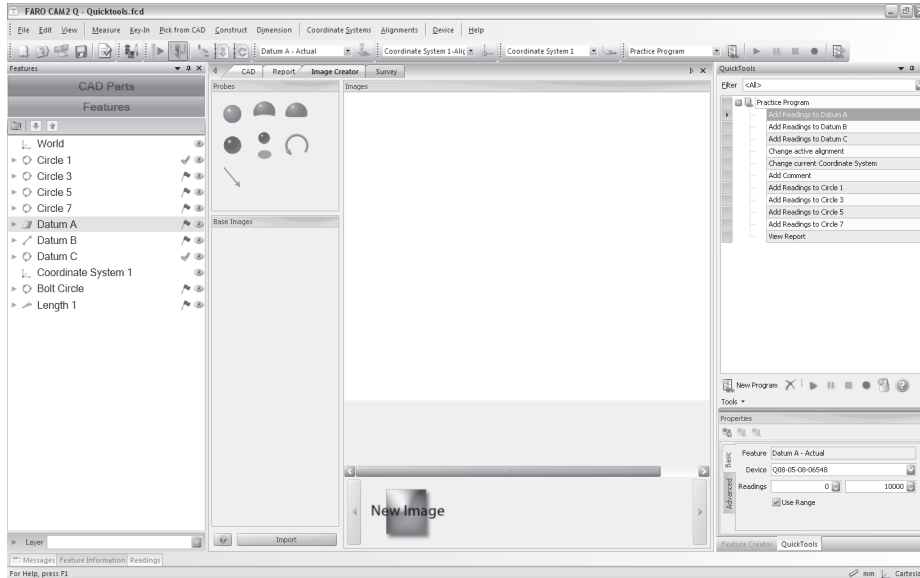 FARO CAM2 Q - Quicktools.fcd
File Edit View Measure Key-In Pick from CAD Construct Dimension Coordinate Systems Alignments Device Help
Datum A - Actual Coordinate System 1-Alig Coordinate System 1 Practice Program
Features
CAD Parts
Features
World
Circle 1
Circle 3
Circle 5
Circle 7
Datum A
Datum B
Datum C
Coordinate System 1
Bolt Circle
Length 1
Layer
CAD Report Image Creator Survey
Probes
Base Images
Import
Images
New Image
QuickTools
Filter <All>
Practice Program
Add Readings to Datum A
Add Readings to Datum B
Add Readings to Datum C
Change active alignment
Change current Coordinate System
Add Comment
Add Readings to Circle 1
Add Readings to Circle 3
Add Readings to Circle 5
Add Readings to Circle 7
View Report
New Program
Tools
Properties
Basic
Advanced
Feature Datum A - Actual
Device Q08-05-08-06548
Readings 0 10000
Use Range
Feature Creator QuickTools
Messages Feature Information Readings
For Help, press F1
mm Cartesia